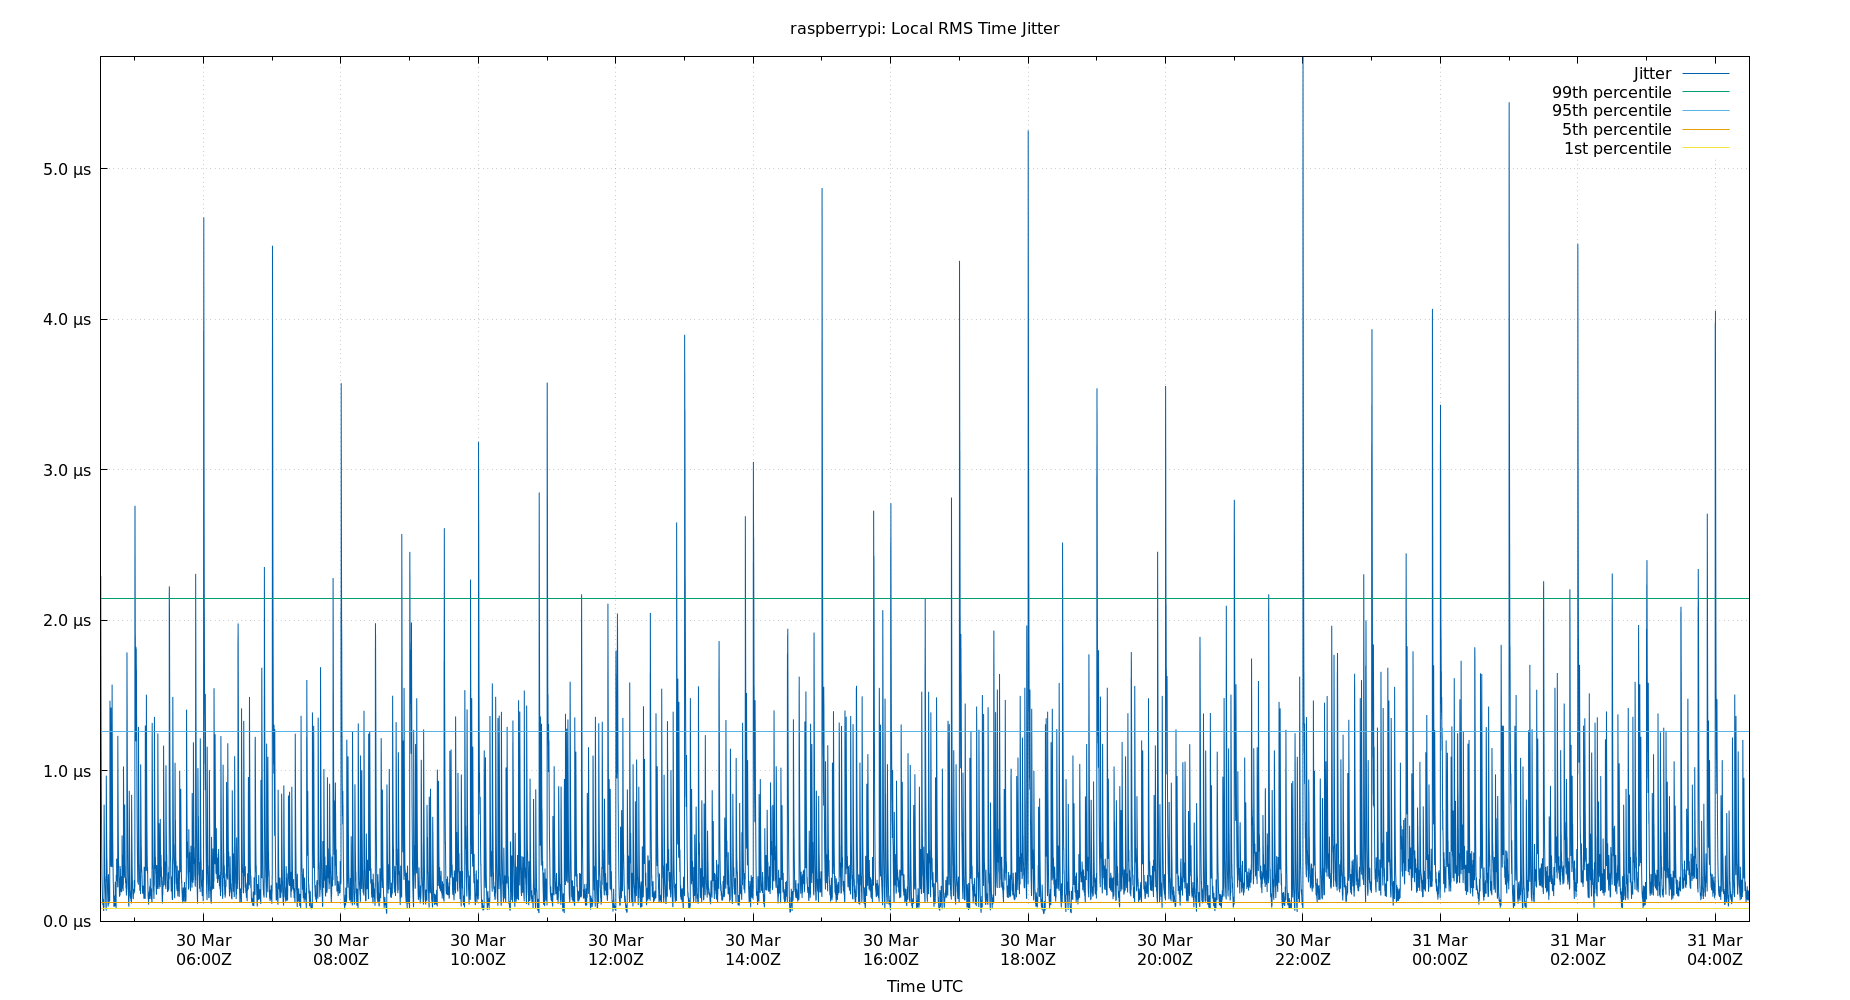 raspberrypi: Local RMS Time Jitter
Jitter
99th percentile
95th percentile
5th percentile
1st percentile
5.0 µs
4.0 µs
3.0 µs
2.0 µs
1.0 µs
0.0 µs
30 Mar 30 Mar 30 Mar 30 Mar 30 Mar 30 Mar 30 Mar 30 Mar 30 Mar 31 Mar 31 Mar 31 Mar
06:00Z 08:00Z 10:00Z 12:00Z 14:00Z 16:00Z 18:00Z 20:00Z 22:00Z 00:00Z 02:00Z 04:00Z
Time UTC